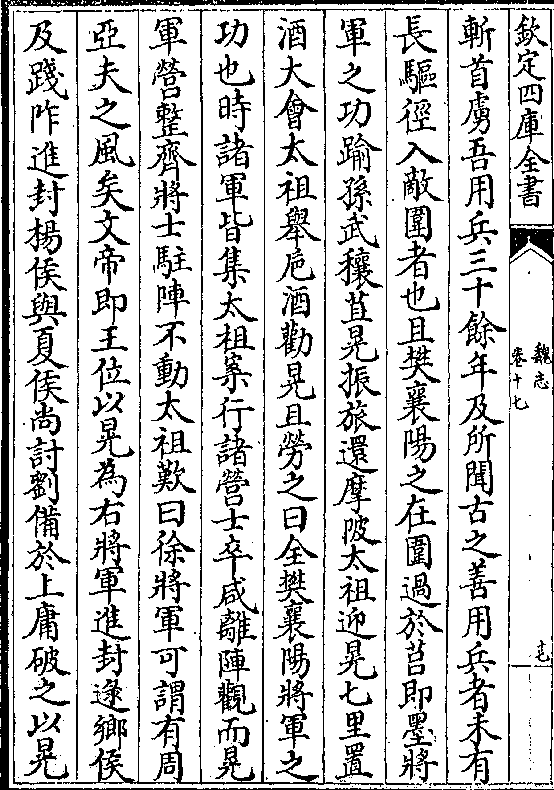 欽定四庫全書
魏志
卷十七
斬首虜吾用兵三十餘年及所聞古之善用兵者未有
長驅徑入敵圍者也且樊襄陽之在圍過於莒即墨將
軍之功踰孫武穰苴晃振旅還摩陂太祖迎晃七里置
酒大會太祖舉巵酒勸晃且勞之曰全樊襄陽將軍之
功也時諸軍皆集太祖案行諸營士卒咸離陣觀而晃
軍營整齊將士駐陣不動太祖歎曰徐將軍可謂有周
亞夫之風矣文帝即王位以晃為右將軍進封逯鄉侯
及踐阼進封揚侯與夏侯尚討劉備於上庸破之以晃